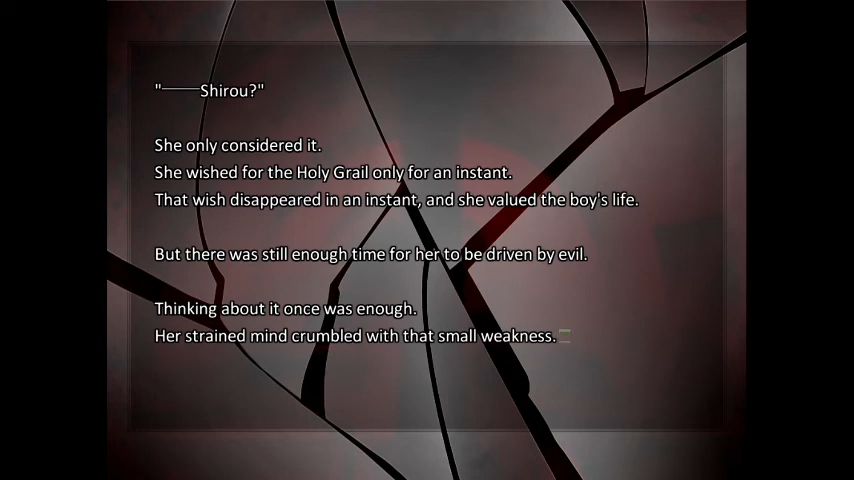 "───Shirou?"
She only considered it.
She wished for the Holy Grail only for an instant.
That wish disappeared in an instant, and she valued the boy's life.
But there was still enough time for her to be driven by evil.
Thinking about it once was enough.
Her strained mind crumbled with that small weakness.